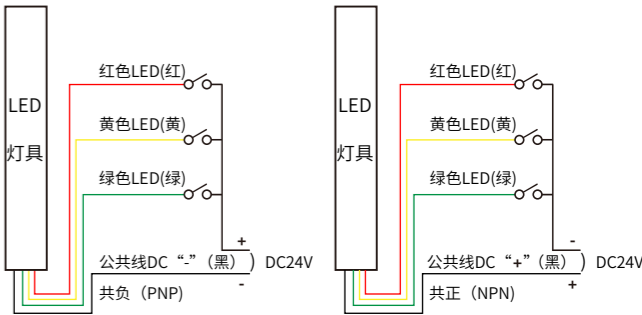 LED
灯具
红色LED(红)
黄色LED(黄)
绿色LED(绿)
+
公共线DC“-”（黑） DC24V
-
共负（PNP)
LED
灯具
红色LED(红)
黄色LED(黄)
绿色LED(绿)
-
公共线DC“+”（黑） DC24V
+
共正（NPN)